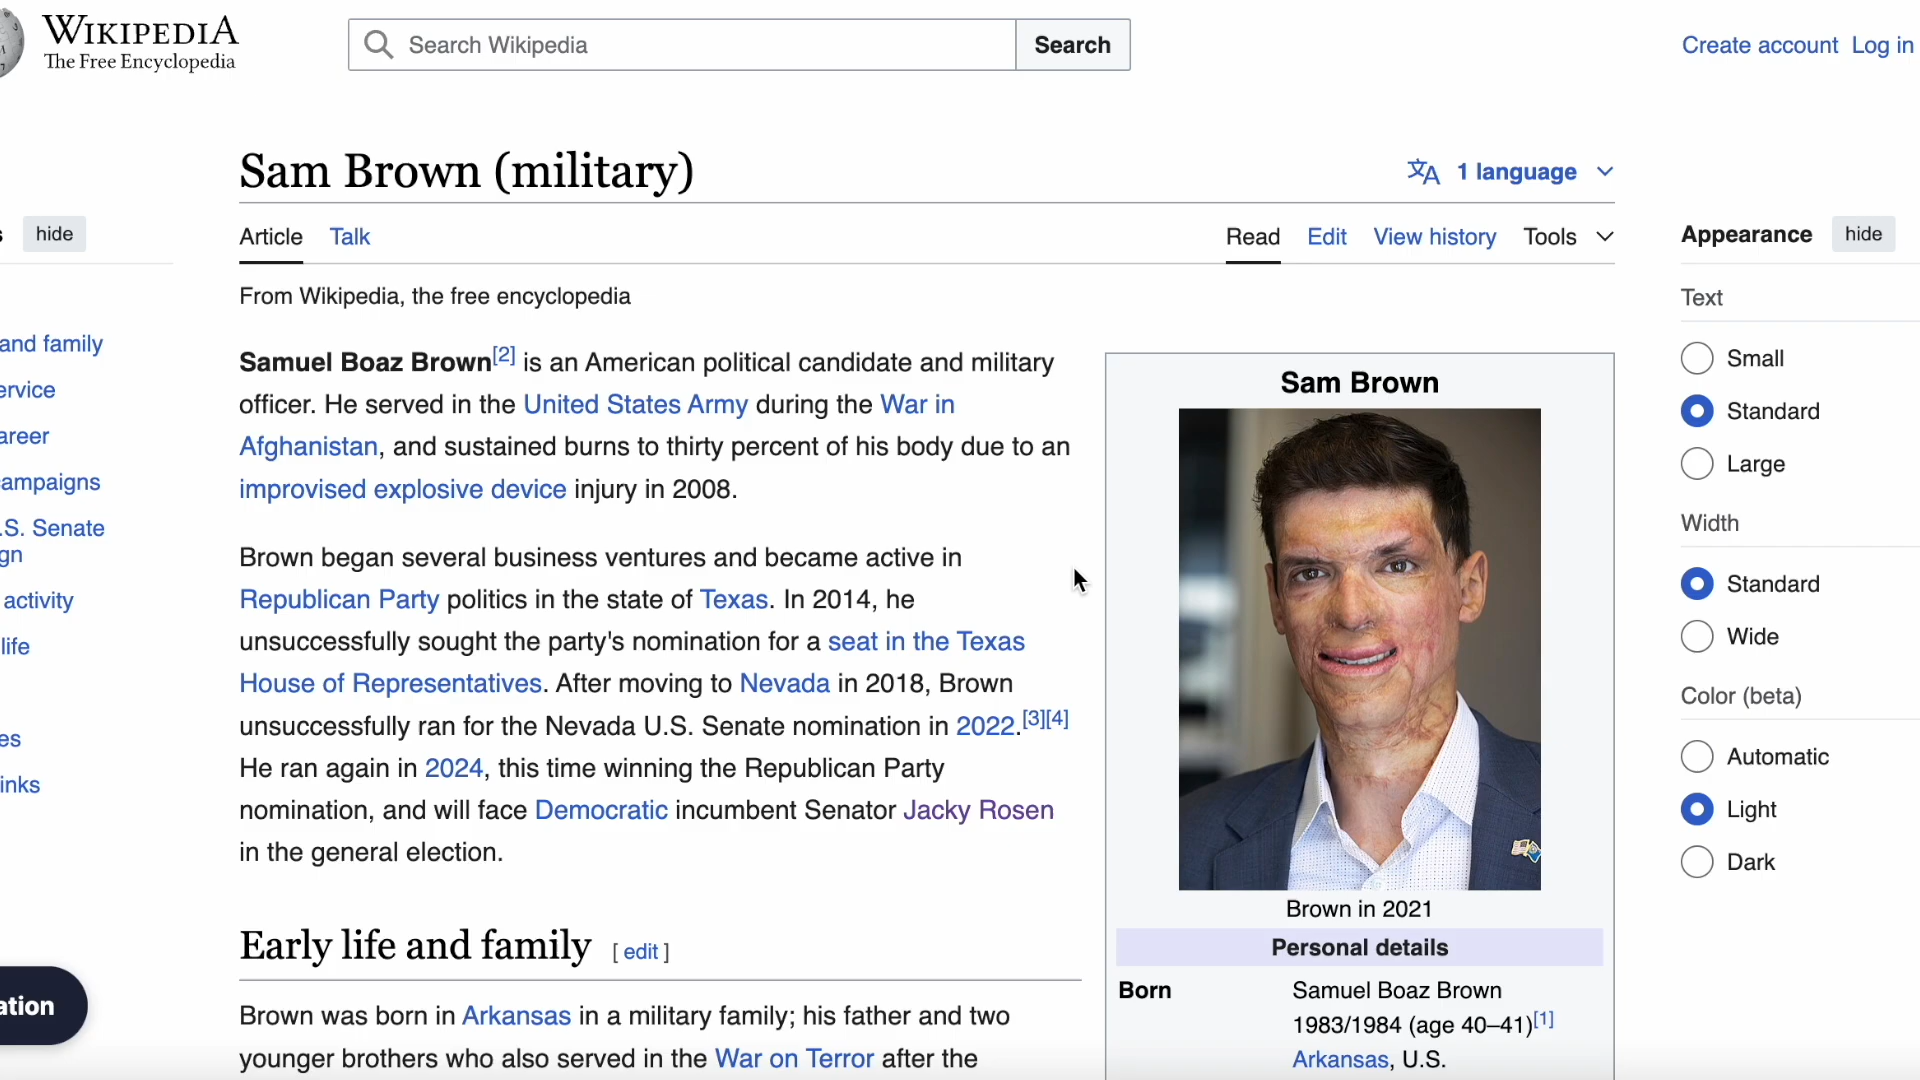 WIKIPEDIA
The Free Encyclopedia
Search Wikipedia
Search
Create account Log in
Sam Brown (military)
1 language
hide
Article Talk
Read Edit View history Tools
Appearance hide
From Wikipedia, the free encyclopedia
Text
Small
Standard
Large
Width
Standard
Wide
Color (beta)
Automatic
Light
Dark
and family
ervice
areer
ampaigns
.S. Senate
gn
activity
life
es
inks
ation
Samuel Boaz Brown[2] is an American political candidate and military
officer. He served in the United States Army during the War in
Afghanistan, and sustained burns to thirty percent of his body due to an
improvised explosive device injury in 2008.
Brown began several business ventures and became active in
Republican Party politics in the state of Texas. In 2014, he
unsuccessfully sought the party's nomination for a seat in the Texas
House of Representatives. After moving to Nevada in 2018, Brown
unsuccessfully ran for the Nevada U.S. Senate nomination in 2022.[3][4]
He ran again in 2024, this time winning the Republican Party
nomination, and will face Democratic incumbent Senator Jacky Rosen
in the general election.
Early life and family [ edit ]
Brown was born in Arkansas in a military family; his father and two
younger brothers who also served in the War on Terror after the
Sam Brown
Brown in 2021
Personal details
Born Samuel Boaz Brown
1983/1984 (age 40–41)[1]
Arkansas, U.S.